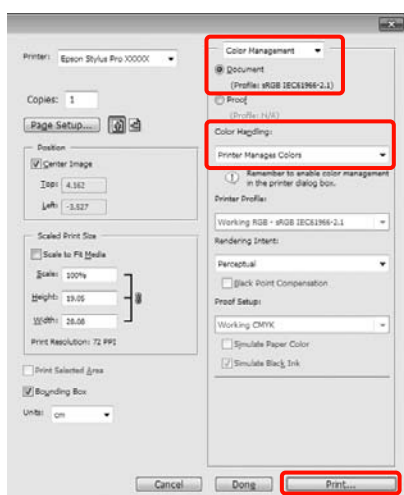 Printer: Epson Stylus Pro XXXXX
Copies: 1
Page Setup...
Position
Center Image
Top: 4.162
Left: -3.827
Scaled Print Size
Scale to Fit Media
Scale: 100%
Height: 19.05
Width: 28.08
Print Resolution: 72 PPI
Print Selected Area
Bounding Box
Units: cm
Color Management
Document
(Profile: sRGB IEC61966-2.1)
Proof
(Profile: N/A)
Color Handling:
Printer Manages Colors
Remember to enable color management
in the printer dialog box.
Printer Profile:
Working RGB - sRGB IEC61966-2.1
Rendering Intent:
Perceptual
Black Point Compensation
Proof Setup:
Working CMYK
Simulate Paper Color
Simulate Black Ink
Cancel
Done
Print...